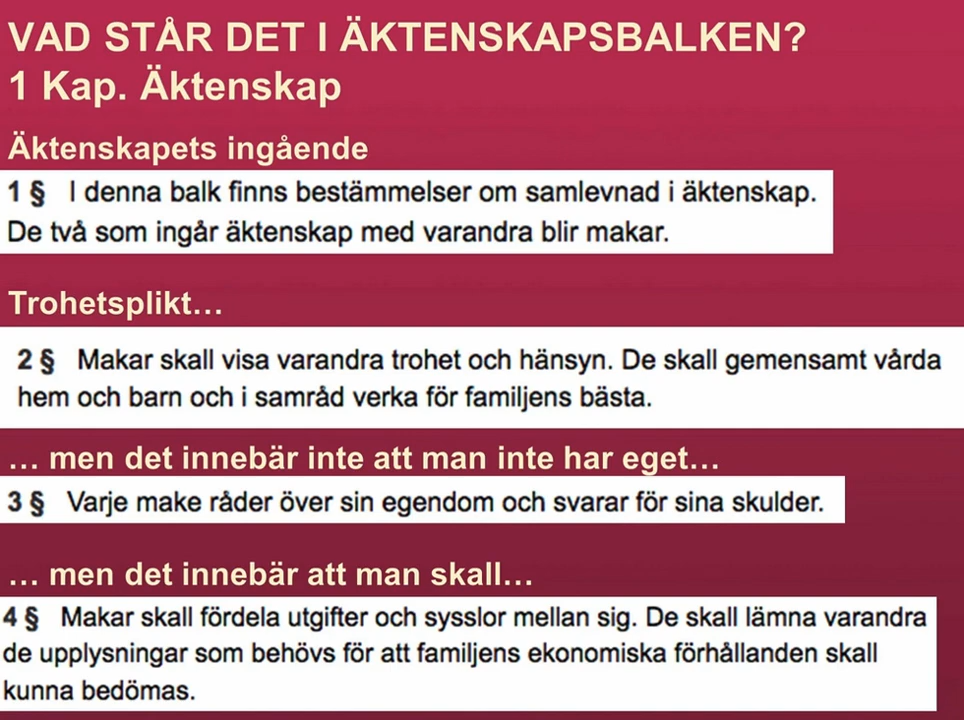 VAD STÅR DET I ÄKTENSKAPSBALKEN?
1 Kap. Äktenskap
Äktenskapets ingående
1 § I denna balk finns bestämmelser om samlevnad i äktenskap.
De två som ingår äktenskap med varandra blir makar.
Trohetsplikt…
2 § Makar skall visa varandra trohet och hänsyn. De skall gemensamt vårda
hem och barn och i samråd verka för familjens bästa.
… men det innebär inte att man inte har eget…
3 § Varje make råder över sin egendom och svarar för sina skulder.
… men det innebär att man skall…
4 § Makar skall fördela utgifter och sysslor mellan sig. De skall lämna varandra
de upplysningar som behövs för att familjens ekonomiska förhållanden skall
kunna bedömas.